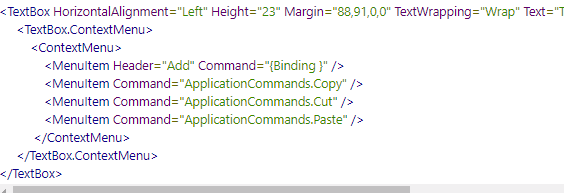 <TextBox HorizontalAlignment="Left" Height="23" Margin="88,91,0,0" TextWrapping="Wrap" Text="T
<TextBox.ContextMenu>
<ContextMenu>
<MenuItem Header="Add" Command="{Binding }" />
<MenuItem Command="ApplicationCommands.Copy" />
<MenuItem Command="ApplicationCommands.Cut" />
<MenuItem Command="ApplicationCommands.Paste" />
</ContextMenu>
</TextBox.ContextMenu>
</TextBox>